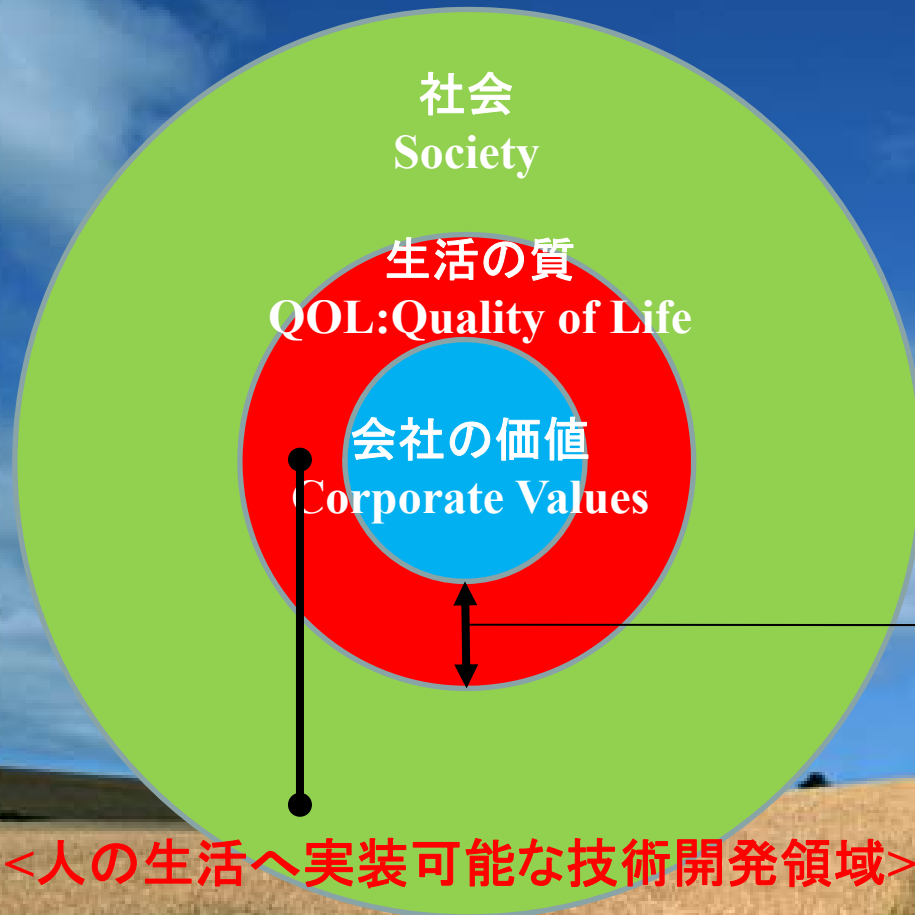 社会
Society
生活の質
QOL:Quality of Life
会社の価値
Corporate Values
<人の生活へ実装可能な技術開発領域>